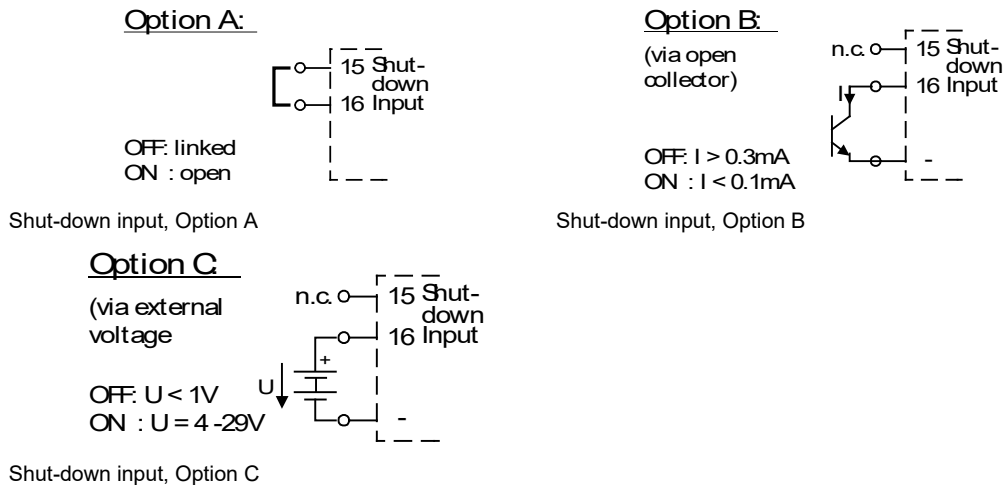 Option A:
15 Shut-
down
16 Input
OFF: linked
ON : open
Shut-down input, Option A
Option B:
(via open
collector)
n.c.
15 Shut-
down
16 Input
I
-
OFF: I > 0.3mA
ON : I < 0.1mA
Shut-down input, Option B
Option C:
(via external
voltage
n.c.
15 Shut-
down
16 Input
+
U
-
OFF: U < 1V
ON : U = 4 -29V
Shut-down input, Option C